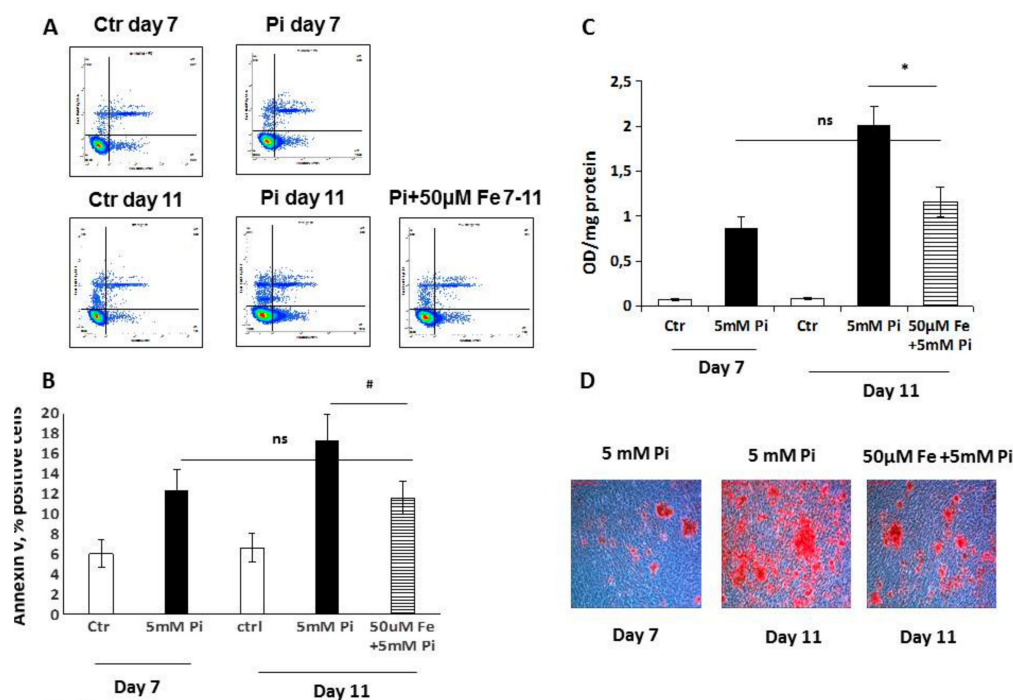 A
Ctr day 7
Pi day 7
Ctr day 11
Pi day 11
Pi+50µM Fe 7-11
B
Annexin V, % positive cells
20
18
16
14
12
10
8
6
4
2
0
ns
#
Ctr
5mM Pi
ctrl
5mM Pi
50uM Fe
+5mM Pi
Day 7
Day 11
C
OD/mg protein
2,5
2
1,5
1
0,5
0
ns
*
Ctr
5mM Pi
Ctr
5mM Pi
50µM Fe
+5mM Pi
Day 7
Day 11
D
5 mM Pi
5 mM Pi
50µM Fe +5mM Pi
Day 7
Day 11
Day 11